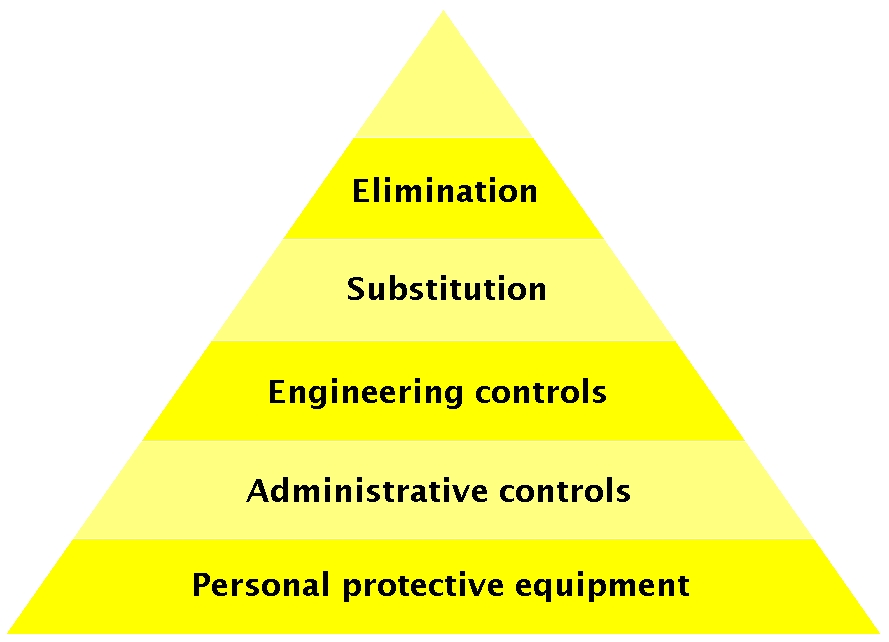 Elimination
Substitution
Engineering controls
Administrative controls
Personal protective equipment